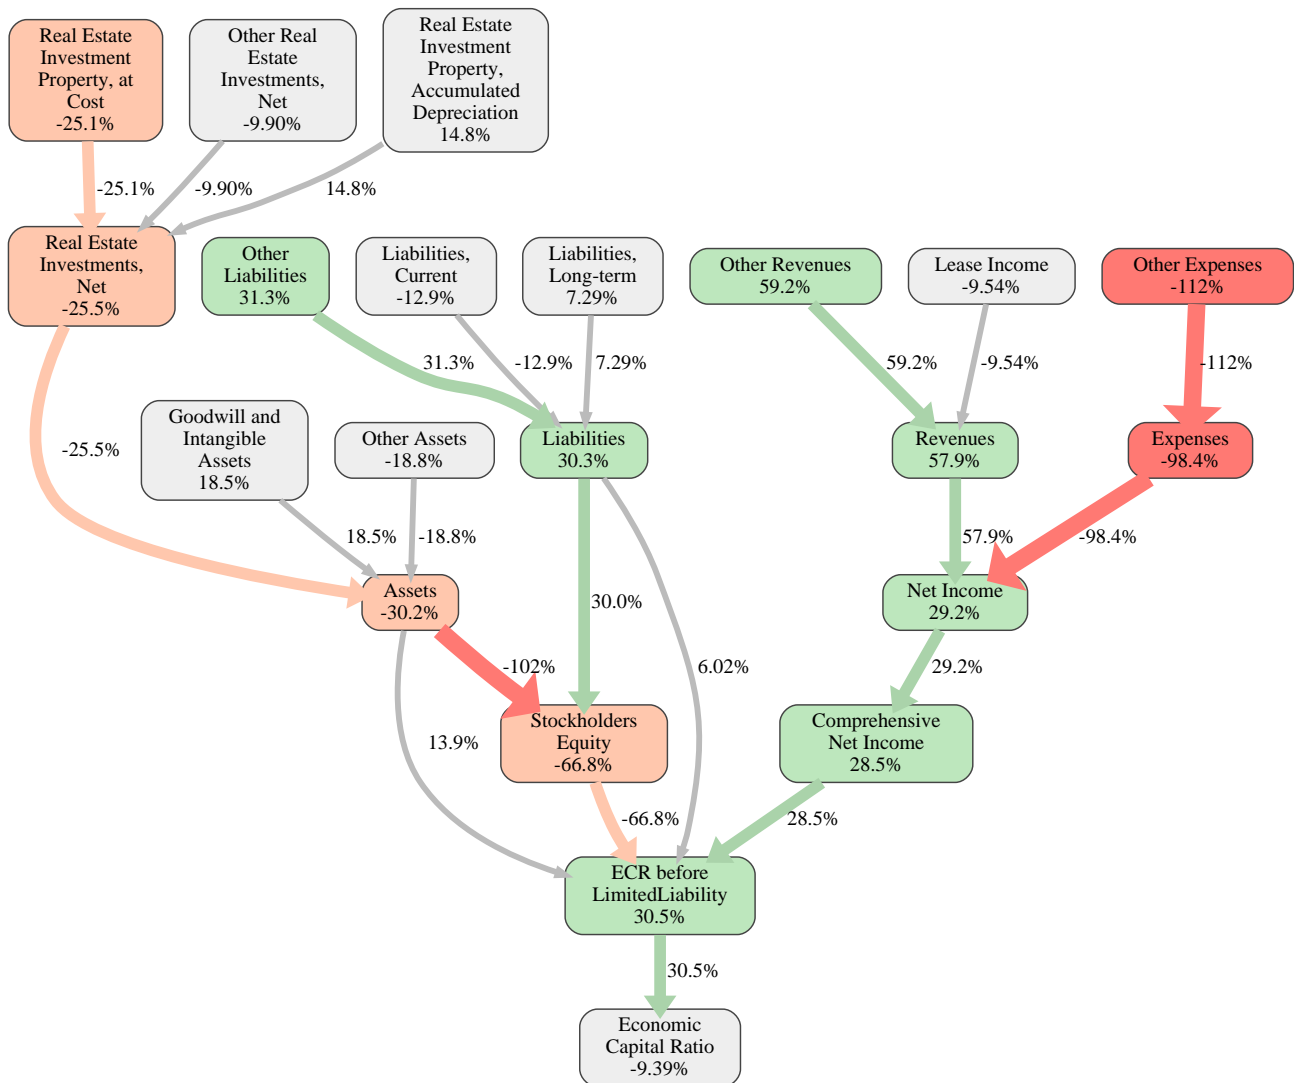 Real Estate
Investment
Property, at
Cost
-25.1%
Other Real
Estate
Investments,
Net
-9.90%
Real Estate
Investment
Property,
Accumulated
Depreciation
14.8%
-25.1%
-9.90%
14.8%
Real Estate
Investments,
Net
-25.5%
Other
Liabilities
31.3%
Liabilities,
Current
-12.9%
Liabilities,
Long-term
7.29%
Other Revenues
59.2%
Lease Income
-9.54%
Other Expenses
-112%
31.3%
-12.9%
7.29%
59.2%
-9.54%
-112%
Goodwill and
Intangible
Assets
18.5%
Other Assets
-18.8%
Liabilities
30.3%
Revenues
57.9%
Expenses
-98.4%
-25.5%
18.5%
-18.8%
57.9%
-98.4%
Assets
-30.2%
30.0%
Net Income
29.2%
-102%
6.02%
29.2%
Stockholders
Equity
-66.8%
Comprehensive
Net Income
28.5%
13.9%
-66.8%
28.5%
ECR before
LimitedLiability
30.5%
30.5%
Economic
Capital Ratio
-9.39%